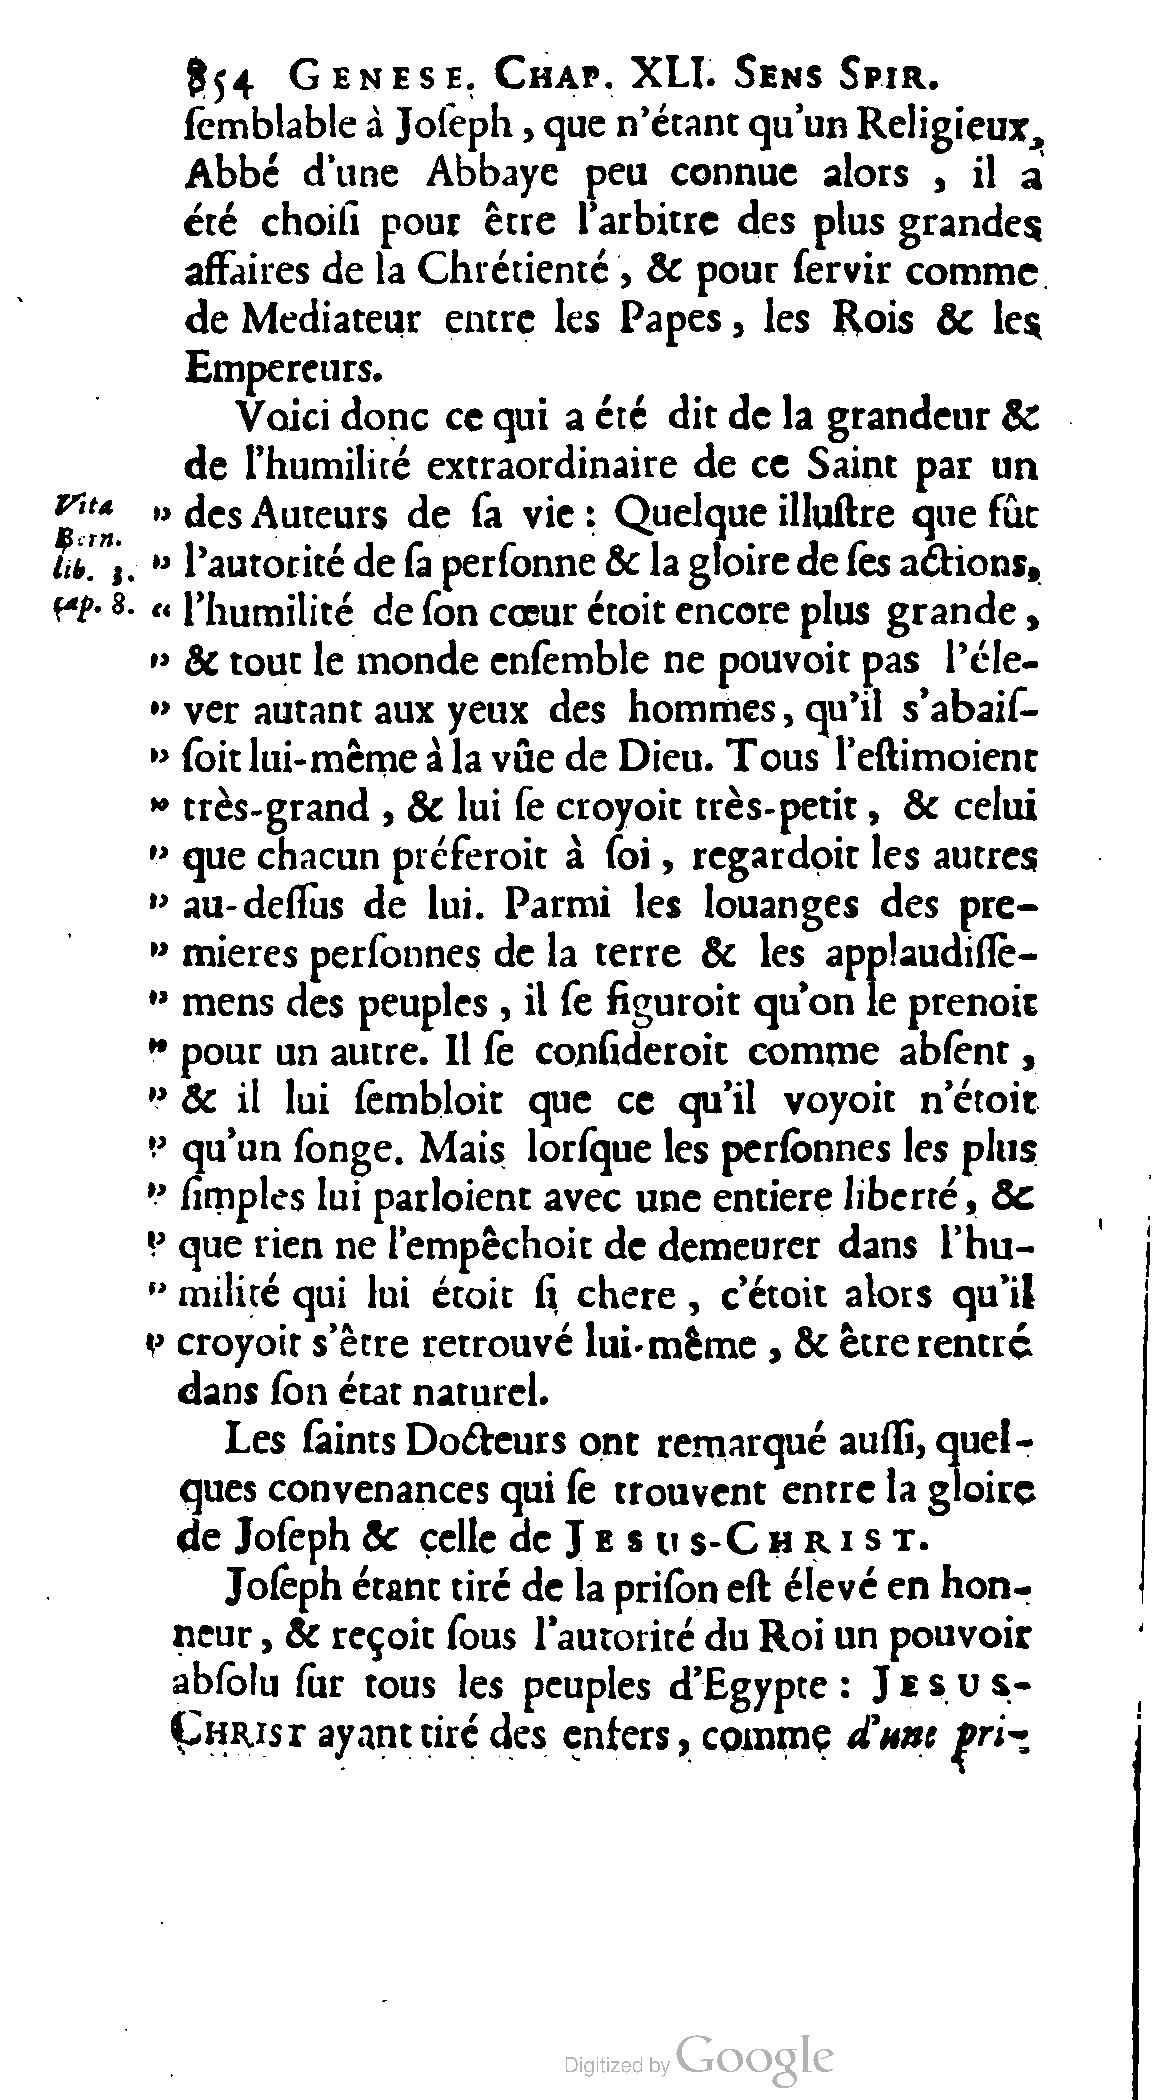 854 GENESE. CHAP. XLI. SENS SPIR.
ſemblable à Joſeph, que n'étant qu'un Religieux,
Abbé d'une Abbaye peu connue alors, il a
été choiſi pour être l'arbitre des plus grandes
affaires de la Chrétienté, & pour ſervir comme
de Mediateur entre les Papes, les Rois & les
Empereurs.
Voici donc ce qui a été dit de la grandeur &
de l'humilité extraordinaire de ce Saint par un
Vita
Bern.
lib. 3.
cap. 8.
" des Auteurs de ſa vie : Quelque illuſtre que fût
" l'autorité de ſa perſonne & la gloire de ſes actions,
" l'humilité de ſon cœur étoit encore plus grande,
" & tout le monde enſemble ne pouvoit pas l'éle-
" ver autant aux yeux des hommes, qu'il s'abaiſ-
" ſoit lui-même à la vûe de Dieu. Tous l'eſtimoient
" très-grand, & lui ſe croyoit très-petit, & celui
" que chacun préferoit à ſoi, regardoit les autres
" au-deſſus de lui. Parmi les louanges des pre-
" mieres perſonnes de la terre & les applaudiſſe-
" mens des peuples, il ſe figuroit qu'on le prenoit
" pour un autre. Il ſe conſideroit comme abſent,
" & il lui ſembloit que ce qu'il voyoit n'étoit
" qu'un ſonge. Mais lorſque les perſonnes les plus
" ſimples lui parloient avec une entiere liberté, &
" que rien ne l'empêchoit de demeurer dans l'hu-
" milité qui lui étoit ſi chere, c'étoit alors qu'il
" croyoit s'être retrouvé lui-même, & être rentré
dans ſon état naturel.
Les ſaints Docteurs ont remarqué auſſi, quel-
ques convenances qui ſe trouvent entre la gloire
de Joſeph & celle de JESUS-CHRIST.
Joſeph étant tiré de la priſon eſt élevé en hon-
neur, & reçoit ſous l'autorité du Roi un pouvoir
abſolu ſur tous les peuples d'Egypte : JESUS-
CHRIST ayant tiré des enfers, comme d'une pri-
Digitized by Google